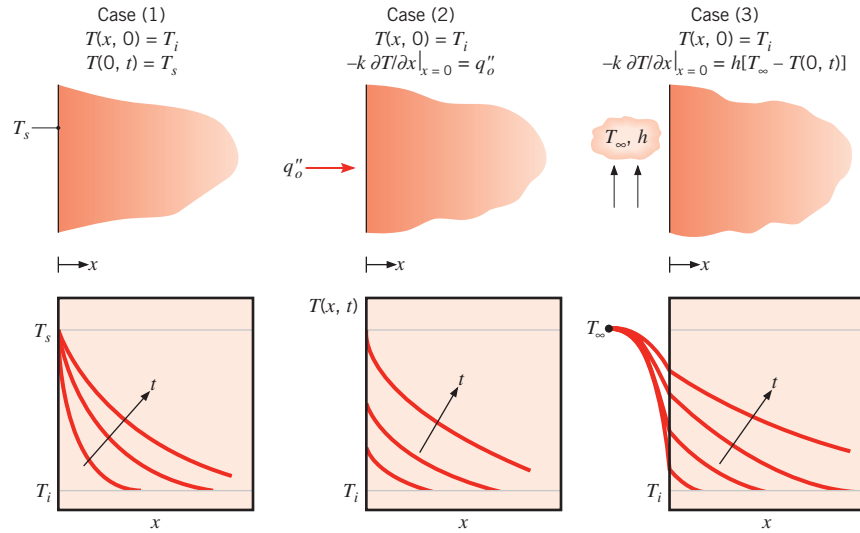 Case (1)
T(x, 0) = Tᵢ
T(0, t) = Tₛ
Case (2)
T(x, 0) = Tᵢ
–k ∂T/∂x|ₓ₌₀ = q″ₒ
Case (3)
T(x, 0) = Tᵢ
–k ∂T/∂x|ₓ₌₀ = h[T∞ – T(0, t)]
Tₛ
q″ₒ
T∞, h
x
x
x
Tₛ
t
Tᵢ
x
T(x, t)
t
x
T∞
t
Tᵢ
x